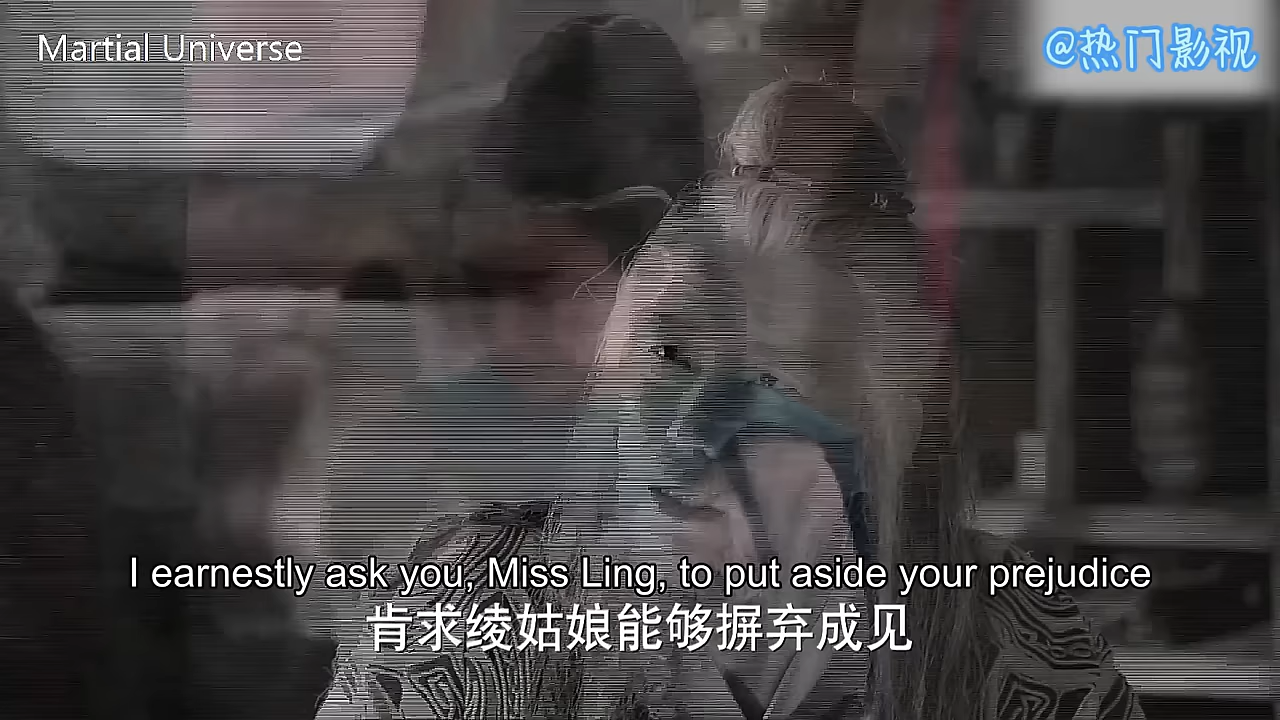 Martial Universe
@热门影视
I earnestly ask you, Miss Ling, to put aside your prejudice
肯求绫姑娘能够摒弃成见